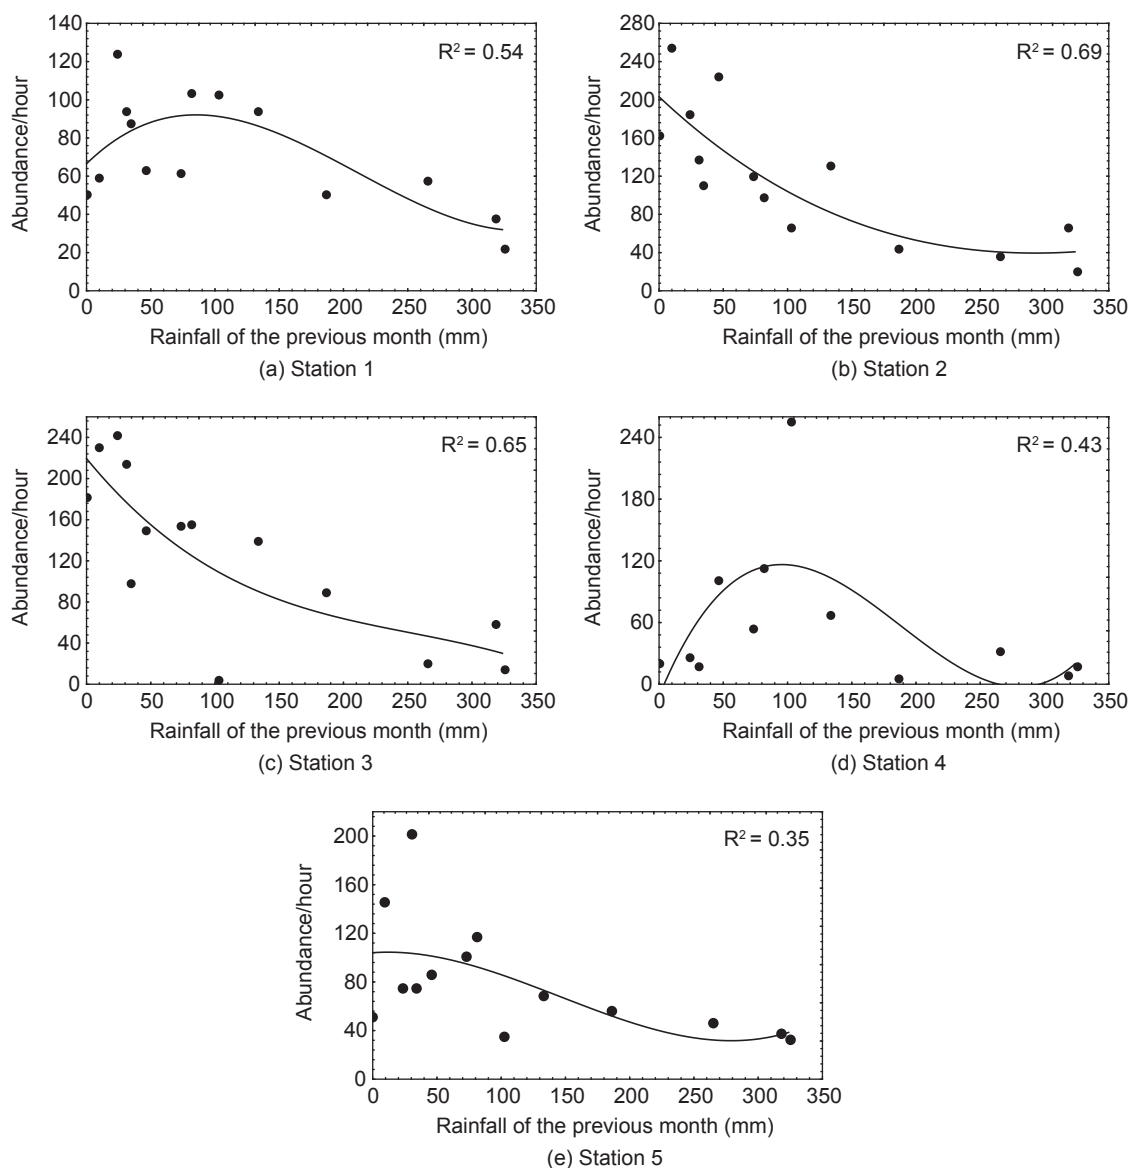 140
120
100
80
60
40
20
0
Abundance/hour
R² = 0.54
0 50 100 150 200 250 300 350
Rainfall of the previous month (mm)
(a) Station 1
280
240
200
160
120
80
40
0
Abundance/hour
R² = 0.69
0 50 100 150 200 250 300 350
Rainfall of the previous month (mm)
(b) Station 2
240
200
160
120
80
40
0
Abundance/hour
R² = 0.65
0 50 100 150 200 250 300 350
Rainfall of the previous month (mm)
(c) Station 3
240
180
120
60
0
Abundance/hour
R² = 0.43
0 50 100 150 200 250 300 350
Rainfall of the previous month (mm)
(d) Station 4
200
160
120
80
40
0
Abundance/hour
R² = 0.35
0 50 100 150 200 250 300 350
Rainfall of the previous month (mm)
(e) Station 5